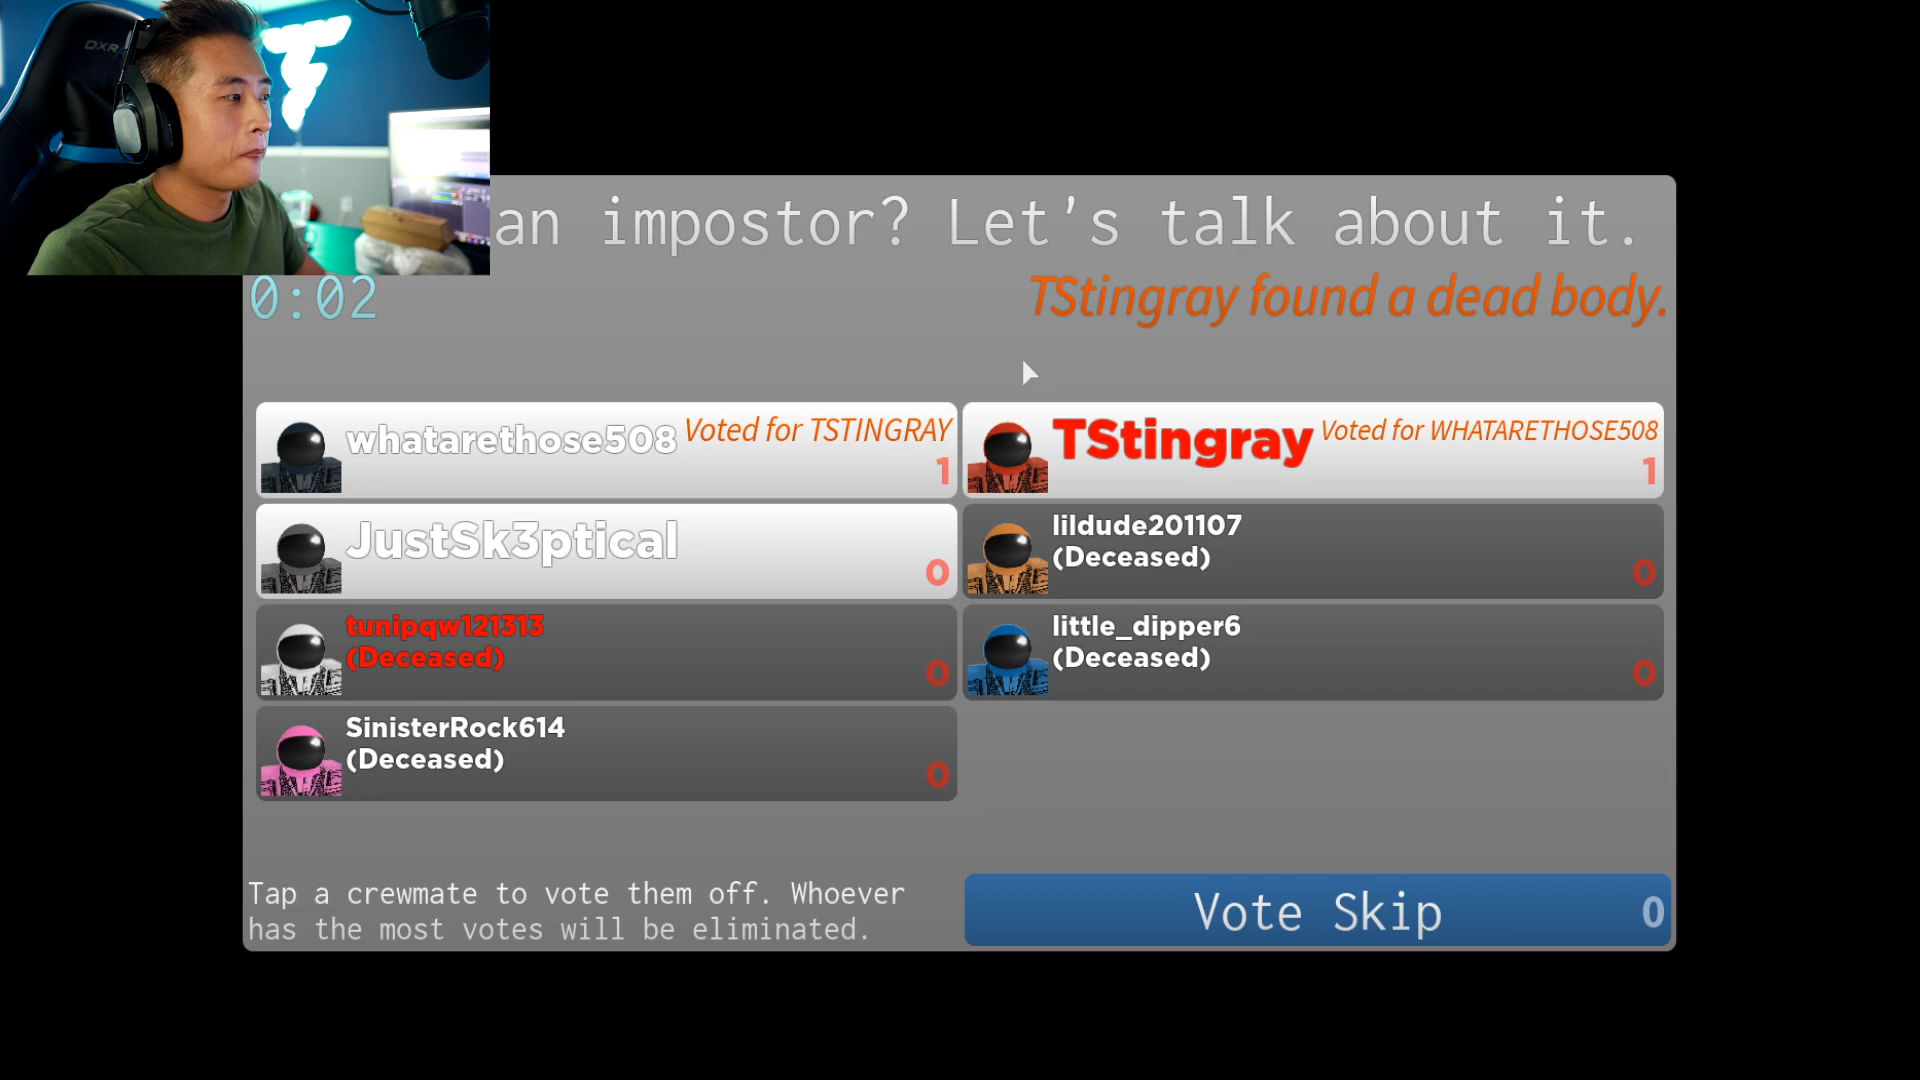 DXR
an impostor? Let's talk about it.
0:02
TStingray found a dead body.
whatarethose508
Voted for TSTINGRAY
1
TStingray
Voted for WHATARETHOSE508
1
JustSk3ptical
0
lildude201107
(Deceased)
0
tunipqw121313
(Deceased)
0
little_dipper6
(Deceased)
0
SinisterRock614
(Deceased)
0
Tap a crewmate to vote them off. Whoever
has the most votes will be eliminated.
Vote Skip
0